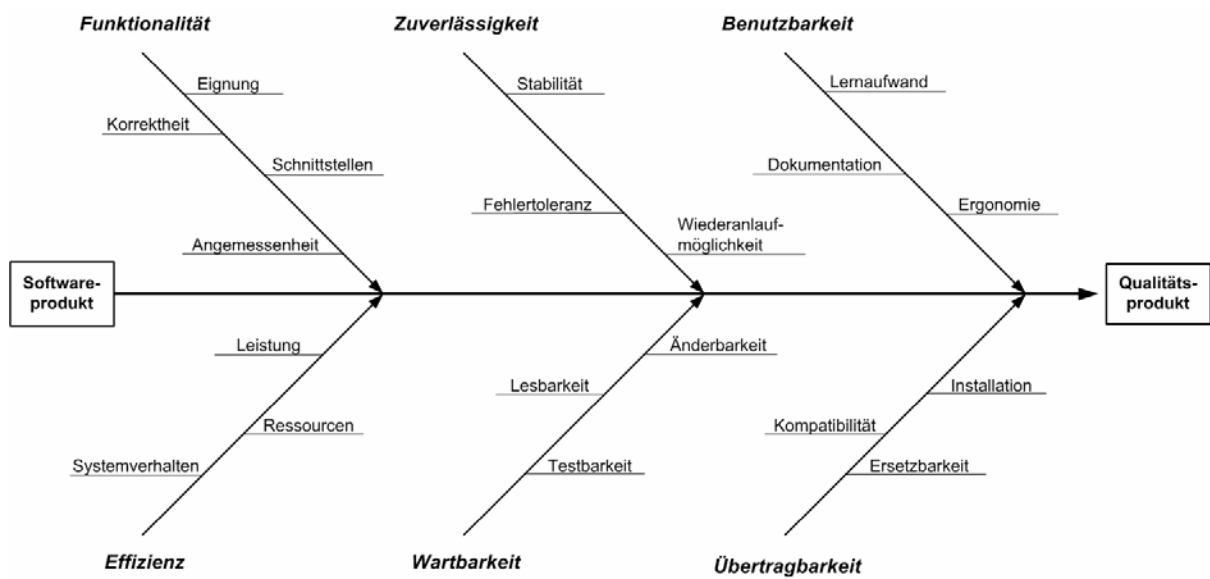 Funktionalität
Zuverlässigkeit
Benutzbarkeit
Eignung
Korrektheit
Schnittstellen
Angemessenheit
Stabilität
Fehlertoleranz
Wiederanlauf-
möglichkeit
Lernaufwand
Dokumentation
Ergonomie
Software-
produkt
Qualitäts-
produkt
Leistung
Ressourcen
Systemverhalten
Änderbarkeit
Lesbarkeit
Testbarkeit
Installation
Kompatibilität
Ersetzbarkeit
Effizienz
Wartbarkeit
Übertragbarkeit